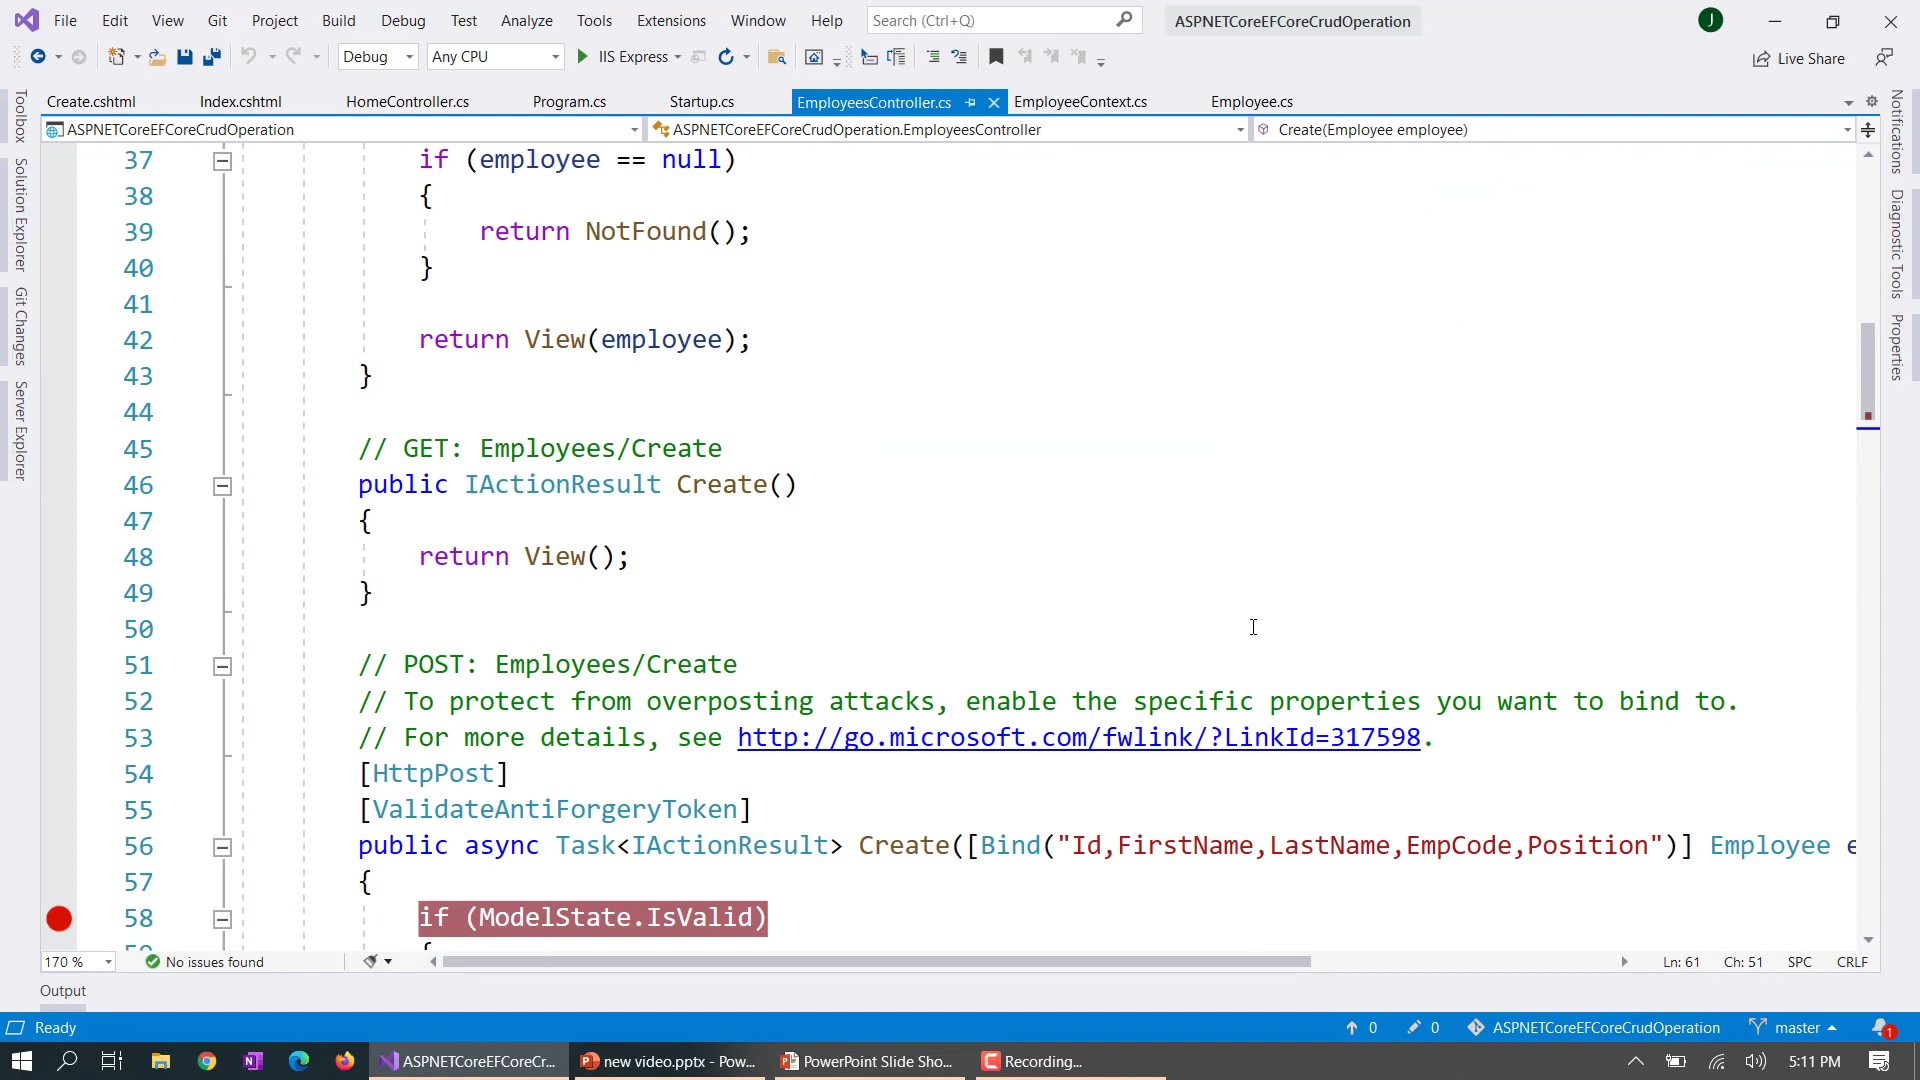 File Edit View Git Project Build Debug Test Analyze Tools Extensions Window Help Search (Ctrl+Q) ASPNETCoreEFCoreCrudOperation J
Debug Any CPU IIS Express Live Share
Create.cshtml Index.cshtml HomeController.cs Program.cs Startup.cs EmployeesController.cs EmployeeContext.cs Employee.cs
ASPNETCoreEFCoreCrudOperation ASPNETCoreEFCoreCrudOperation.EmployeesController Create(Employee employee)
Toolbox
Solution Explorer
Git Changes
Server Explorer
37 if (employee == null)
38 {
39 return NotFound();
40 }
41
42 return View(employee);
43 }
44
45 // GET: Employees/Create
46 public IActionResult Create()
47 {
48 return View();
49 }
50
51 // POST: Employees/Create
52 // To protect from overposting attacks, enable the specific properties you want to bind to.
53 // For more details, see http://go.microsoft.com/fwlink/?LinkId=317598.
54 [HttpPost]
55 [ValidateAntiForgeryToken]
56 public async Task<IActionResult> Create([Bind("Id,FirstName,LastName,EmpCode,Position")] Employee e
57 {
58 if (ModelState.IsValid)
{
Notifications
Diagnostic Tools
Properties
170 % No issues found Ln: 61 Ch: 51 SPC CRLF
Output
Ready 0 0 ASPNETCoreEFCoreCrudOperation master 1
ASPNETCoreEFCoreCr... new video.pptx - Pow... PowerPoint Slide Sho... Recording... 5:11 PM